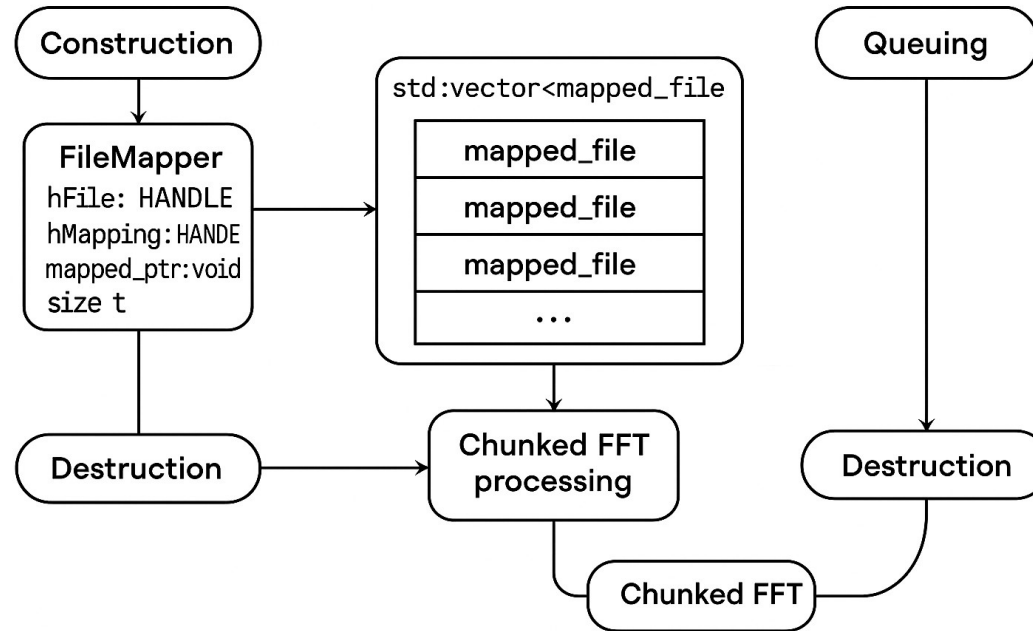 Construction
FileMapper
hFile: HANDLE
hMapping:HANDE
mapped_ptr:void
size t
std:vector<mapped_file
mapped_file
mapped_file
mapped_file
...
Queuing
Destruction
Chunked FFT
processing
Destruction
Chunked FFT